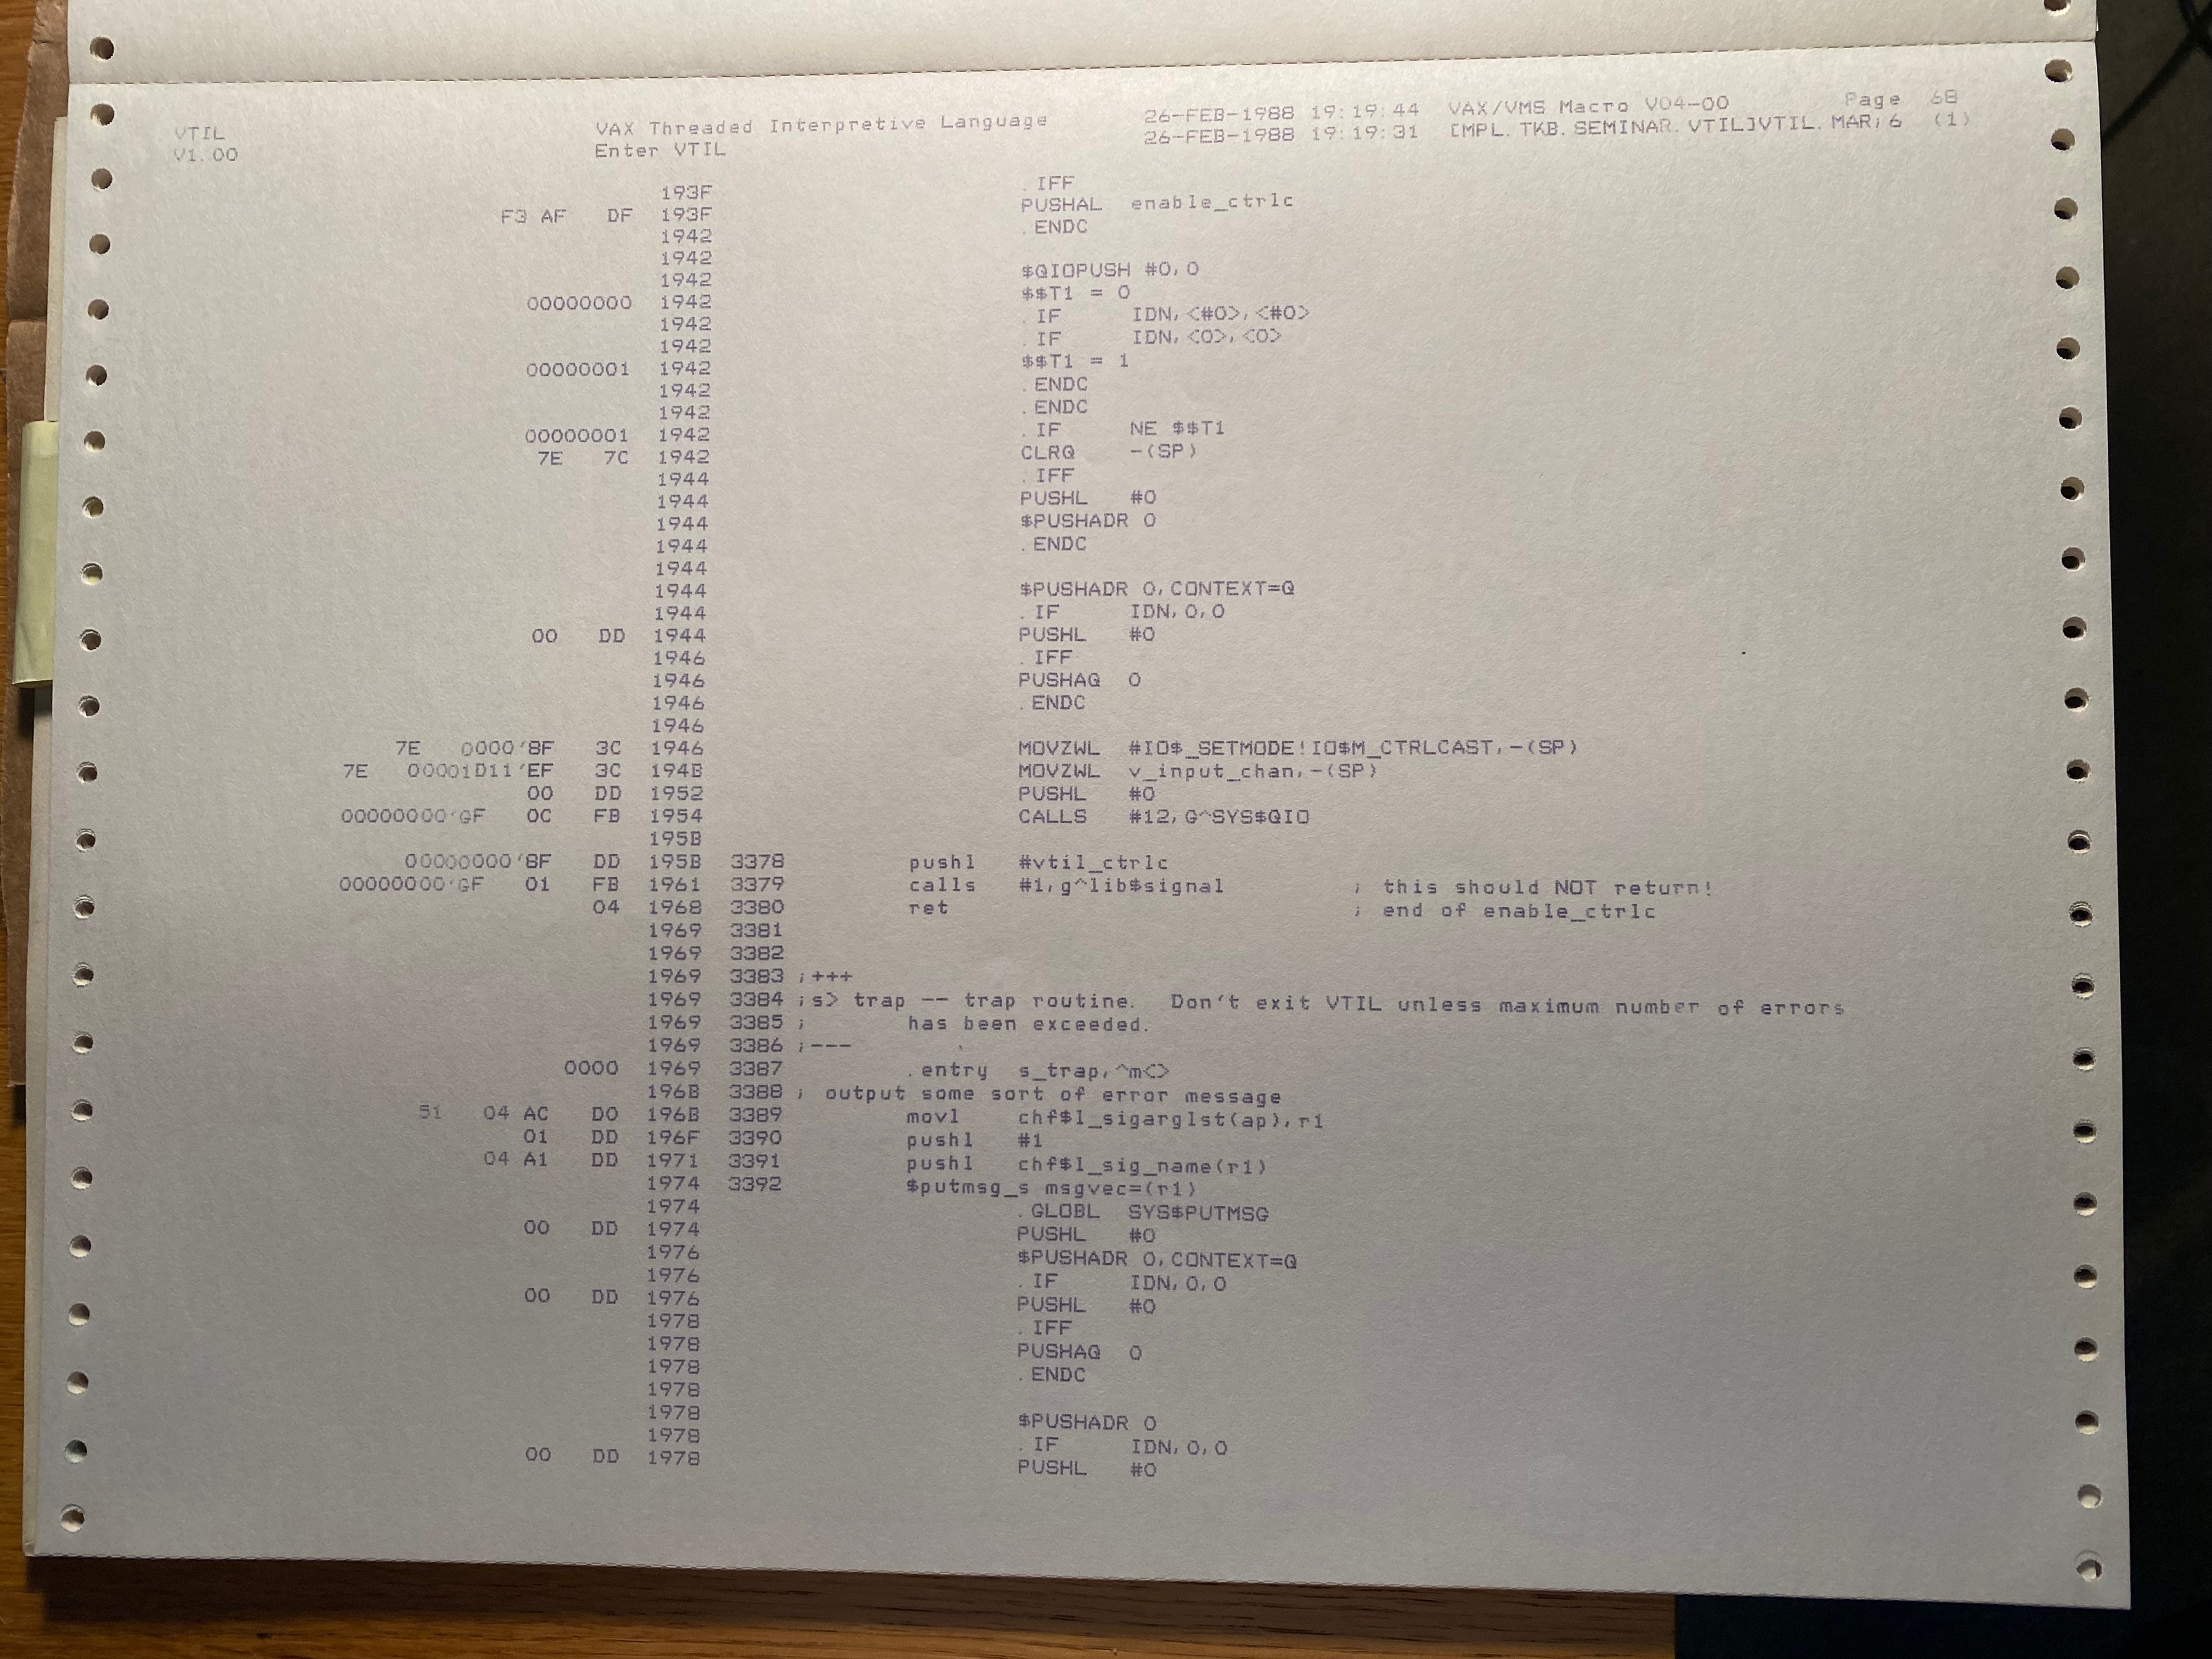 VTIL VAX Threaded Interpretive Language 26-FEB-1988 19:19:44 VAX/VMS Macro V04-00 Page 68
V1.00 Enter VTIL 26-FEB-1988 19:19:31 [MPL.TKB.SEMINAR.VTIL]VTIL.MAR;6 (1)
193F .IFF
F3 AF DF 193F PUSHAL enable_ctrlc
1942 .ENDC
1942
1942 $QIOPUSH #0,0
00000000 1942 $$T1 = 0
1942 .IF IDN,<#0>,<#0>
1942 .IF IDN,<0>,<0>
00000001 1942 $$T1 = 1
1942 .ENDC
1942 .ENDC
00000001 1942 .IF NE $$T1
7E 7C 1942 CLRQ -(SP)
1944 .IFF
1944 PUSHL #0
1944 $PUSHADR 0
1944 .ENDC
1944
1944 $PUSHADR 0,CONTEXT=Q
1944 .IF IDN,0,0
00 DD 1944 PUSHL #0
1946 .IFF
1946 PUSHAQ 0
1946 .ENDC
1946
7E 0000'8F 3C 1946 MOVZWL #IO$_SETMODE!IO$M_CTRLCAST,-(SP)
7E 00001D11'EF 3C 194B MOVZWL v_input_chan,-(SP)
00 DD 1952 PUSHL #0
00000000'GF 0C FB 1954 CALLS #12,G^SYS$QIO
195B
00000000'8F DD 195B 3378 pushl #vtil_ctrlc
00000000'GF 01 FB 1961 3379 calls #1,g^lib$signal ; this should NOT return!
04 1968 3380 ret ; end of enable_ctrlc
1969 3381
1969 3382
1969 3383 ;+++
1969 3384 ;s> trap -- trap routine. Don't exit VTIL unless maximum number of errors
1969 3385 ; has been exceeded.
1969 3386 ;---
0000 1969 3387 .entry s_trap,^m<>
196B 3388 ; output some sort of error message
51 04 AC D0 196B 3389 movl chf$l_sigarglst(ap),r1
01 DD 196F 3390 pushl #1
04 A1 DD 1971 3391 pushl chf$l_sig_name(r1)
1974 3392 $putmsg_s msgvec=(r1)
1974 .GLOBL SYS$PUTMSG
00 DD 1974 PUSHL #0
1976 $PUSHADR 0,CONTEXT=Q
1976 .IF IDN,0,0
00 DD 1976 PUSHL #0
1978 .IFF
1978 PUSHAQ 0
1978 .ENDC
1978
1978 $PUSHADR 0
1978 .IF IDN,0,0
00 DD 1978 PUSHL #0